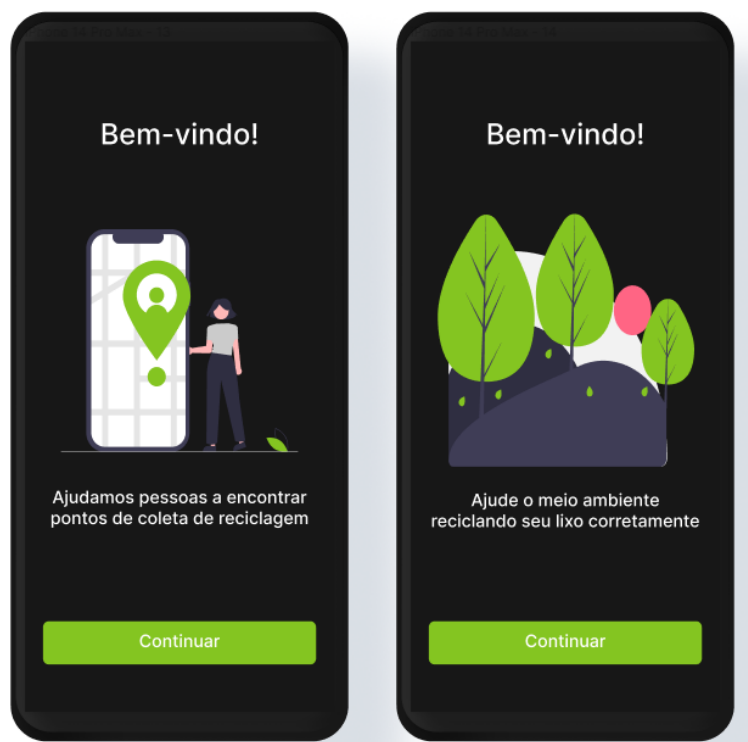 Bem-vindo!
Ajudamos pessoas a encontrar
pontos de coleta de reciclagem
Continuar
Bem-vindo!
Ajude o meio ambiente
reciclando seu lixo corretamente
Continuar